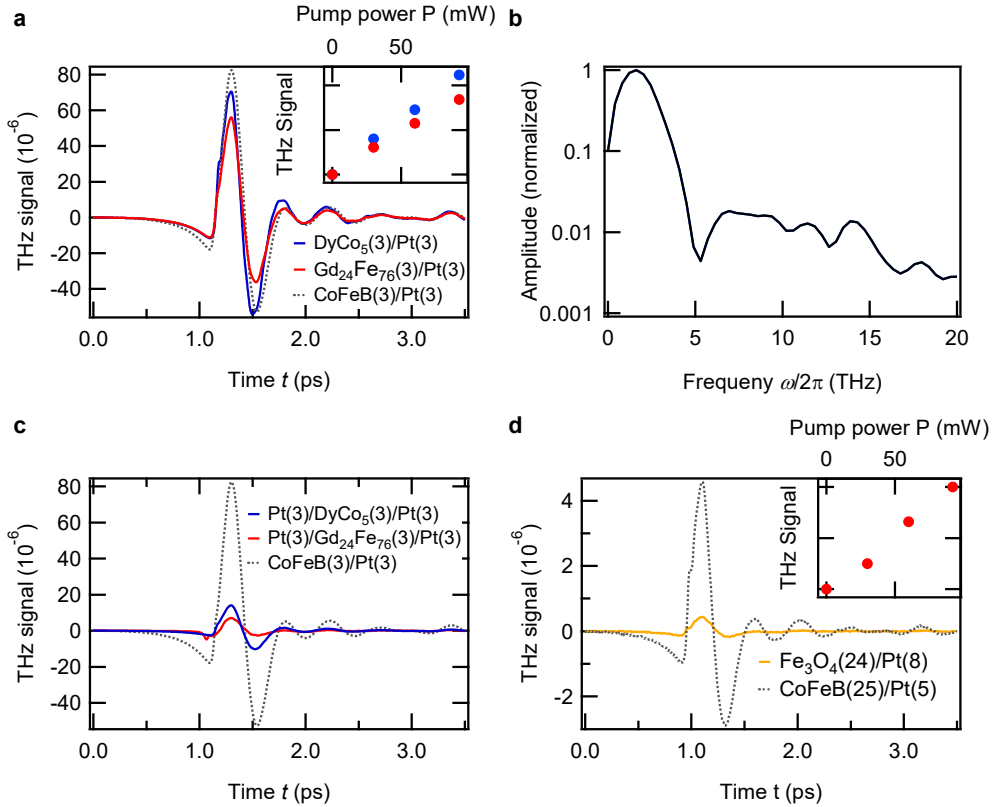 a
Pump power P (mW)
0 50
THz Signal
THz signal (10⁻⁶)
80
60
40
20
0
-20
-40
DyCo₅(3)/Pt(3)
Gd₂₄Fe₇₆(3)/Pt(3)
CoFeB(3)/Pt(3)
0.0 1.0 2.0 3.0
Time t (ps)
b
Amplitude (normalized)
1
0.1
0.01
0.001
0 5 10 15 20
Frequeny ω/2π (THz)
c
THz signal (10⁻⁶)
80
60
40
20
0
-20
-40
Pt(3)/DyCo₅(3)/Pt(3)
Pt(3)/Gd₂₄Fe₇₆(3)/Pt(3)
CoFeB(3)/Pt(3)
0.0 1.0 2.0 3.0
Time t (ps)
d
Pump power P (mW)
0 50
THz Signal
THz signal (10⁻⁶)
4
2
0
-2
Fe₃O₄(24)/Pt(8)
CoFeB(25)/Pt(5)
0.0 1.0 2.0 3.0
Time t (ps)